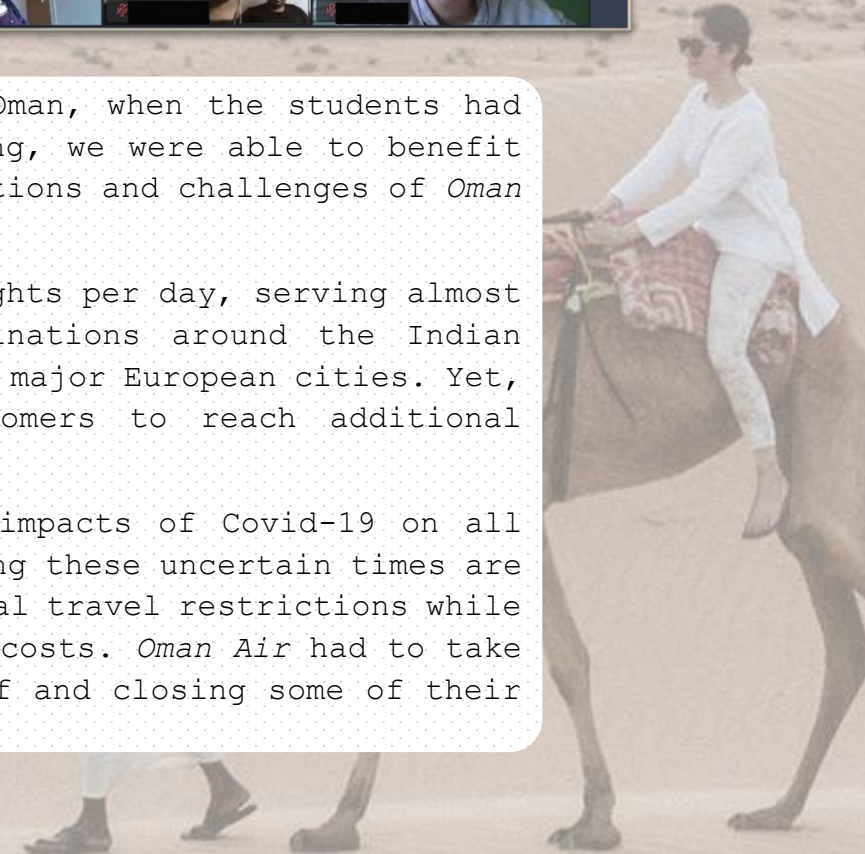 Oman, when the students had
ng, we were able to benefit
tions and challenges of Oman
ghts per day, serving almost
inations around the Indian
major European cities. Yet,
omers to reach additional
impacts of Covid-19 on all
ng these uncertain times are
al travel restrictions while
costs. Oman Air had to take
f and closing some of their